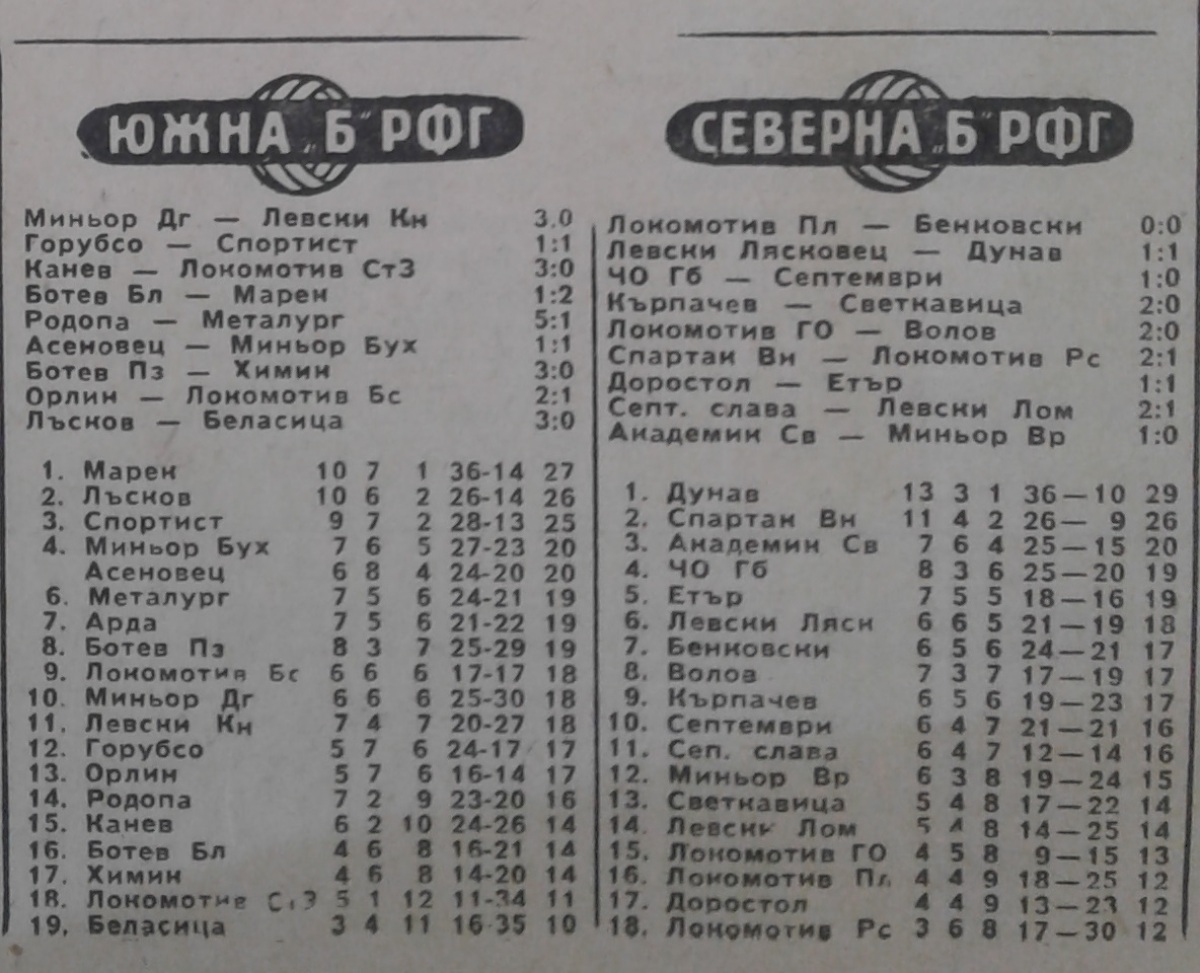 ЮЖНА „Б" РФГ
Миньор Дг — Левски Кн 3.0
Горубсо — Спортист 1:1
Канев — Локомотив СтЗ 3:0
Ботев Бл — Марек 1:2
Родопа — Металург 5:1
Асеновец — Миньор Бух 1:1
Ботев Пз — Химик 3:0
Орлин — Локомотив Бс 2:1
Лъсков — Беласица 3:0
1. Марек 10 7 1 36-14 27
2. Лъсков 10 6 2 26-14 26
3. Спортист 9 7 2 28-13 25
4. Миньор Бух 7 6 5 27-23 20
Асеновец 6 8 4 24-20 20
6. Металург 7 5 6 24-21 19
7. Арда 7 5 6 21-22 19
8. Ботев Пз 8 3 7 25-29 19
9. Локомотив Бс 6 6 6 17-17 18
10. Миньор Дг 6 6 6 25-30 18
11. Левски Кн 7 4 7 20-27 18
12. Горубсо 5 7 6 24-17 17
13. Орлин 5 7 6 16-14 17
14. Родопа 7 2 9 23-20 16
15. Канев 6 2 10 24-26 14
16. Ботев Бл 4 6 8 16-21 14
17. Химик 4 6 8 14-20 14
18. Локомотив СтЗ 5 1 12 11-34 11
19. Беласица 3 4 11 16-35 10
СЕВЕРНА „Б" РФГ
Локомотив Пл — Бенковски 0:0
Левски Лясковец — Дунав 1:1
ЧО Гб — Септември 1:0
Кърпачев — Светкавица 2:0
Локомотив ГО — Волов 2:0
Спартак Вн — Локомотив Рс 2:1
Доростол — Етър 1:1
Септ. слава — Левски Лом 2:1
Академик Св — Миньор Вр 1:0
1. Дунав 13 3 1 36—10 29
2. Спартак Вн 11 4 2 26— 9 26
3. Академик Св 7 6 4 25—15 20
4. ЧО Гб 8 3 6 25—20 19
5. Етър 7 5 5 18—16 19
6. Левски Ляск 6 6 5 21—19 18
7. Бенковски 6 5 6 24—21 17
8. Волов 7 3 7 17—19 17
9. Кърпачев 6 5 6 19—23 17
10. Септември 6 4 7 21—21 16
11. Сеп. слава 6 4 7 12—14 16
12. Миньор Вр 6 3 8 19—24 15
13. Светкавица 5 4 8 17—22 14
14. Левски Лом 5 4 8 14—25 14
15. Локомотив ГО 4 5 8 9—15 13
16. Локомотив Пл 4 4 9 18—25 12
17. Доростол 4 4 9 13—23 12
18. Локомотив Рс 3 6 8 17—30 12